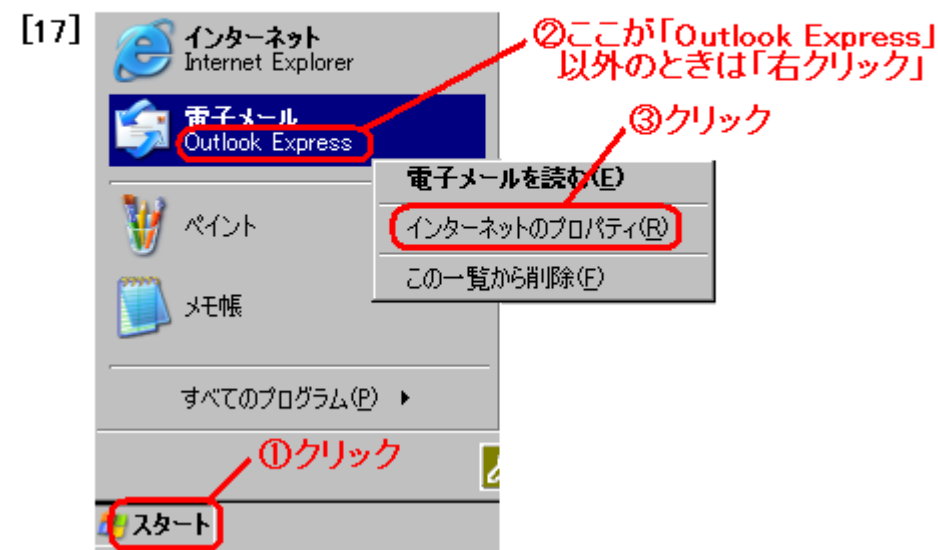 [17]
インターネット
Internet Explorer
②ここが「Outlook Express」
以外のときは「右クリック」
電子メール
Outlook Express
③クリック
電子メールを読む(E)
インターネットのプロパティ(R)
この一覧から削除(F)
ペイント
メモ帳
すべてのプログラム(P)
①クリック
スタート